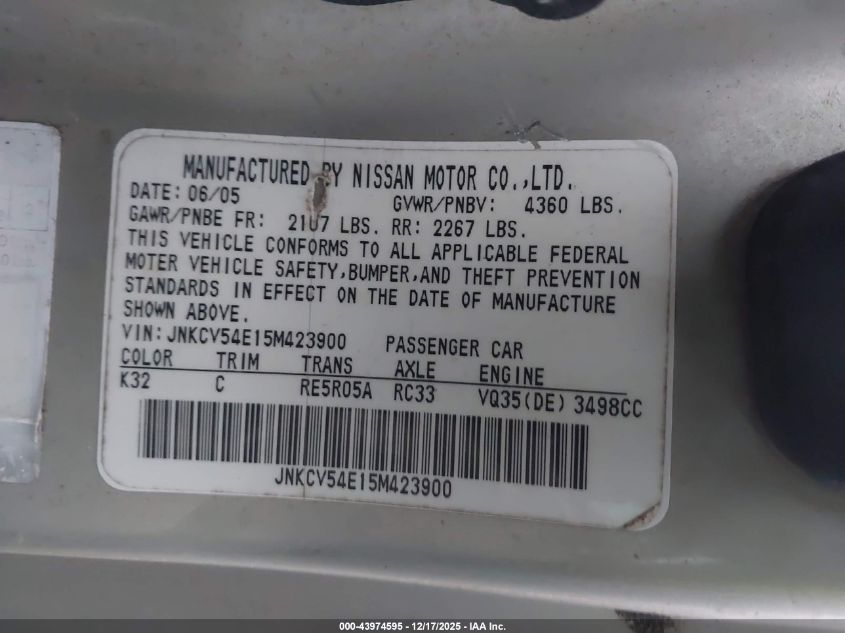 MANUFACTURED BY NISSAN MOTOR CO.,LTD.
DATE: 06/05 GVWR/PNBV: 4360 LBS.
GAWR/PNBE FR: 2107 LBS. RR: 2267 LBS.
THIS VEHICLE CONFORMS TO ALL APPLICABLE FEDERAL
MOTER VEHICLE SAFETY,BUMPER,AND THEFT PREVENTION
STANDARDS IN EFFECT ON THE DATE OF MANUFACTURE
SHOWN ABOVE.
VIN: JNKCV54E15M423900 PASSENGER CAR
COLOR TRIM TRANS AXLE ENGINE
K32 C RE5R05A RC33 VQ35(DE) 3498CC
JNKCV54E15M423900
000-43974595 - 12/17/2025 - IAA Inc.